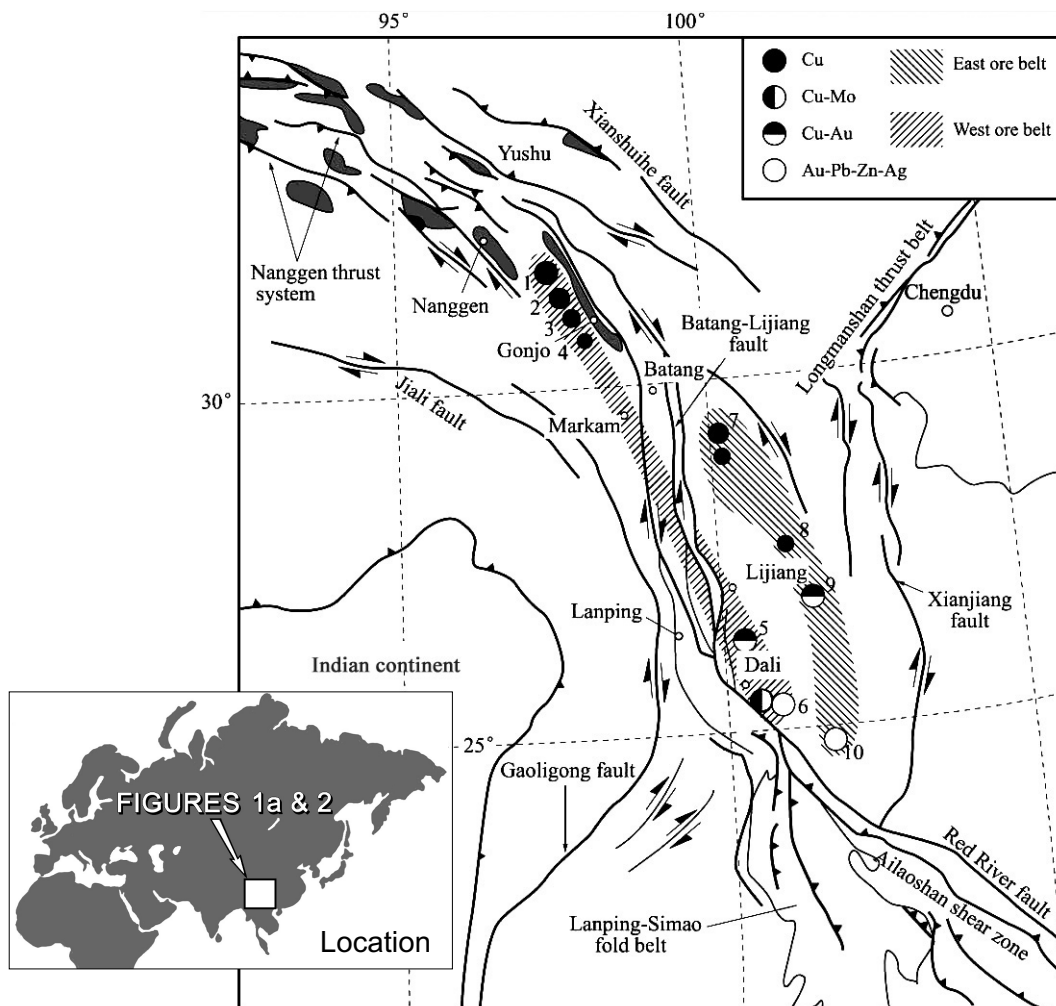 95°
100°
Cu
Cu-Mo
Cu-Au
Au-Pb-Zn-Ag
East ore belt
West ore belt
Xianshuihe fault
Yushu
Nanggen thrust
system
Nanggen
1
2
3
4
Gonjo
Batang-Lijiang
fault
Batang
Longmanshan thrust belt
Chengdu
30°
Jiali fault
Markam
7
8
Lijiang
9
Xianjiang
fault
Lanping
5
Dali
6
10
Indian continent
25°
Gaoligong fault
Red River fault
Ailaoshan shear zone
Lanping-Simao
fold belt
FIGURES 1a & 2
Location